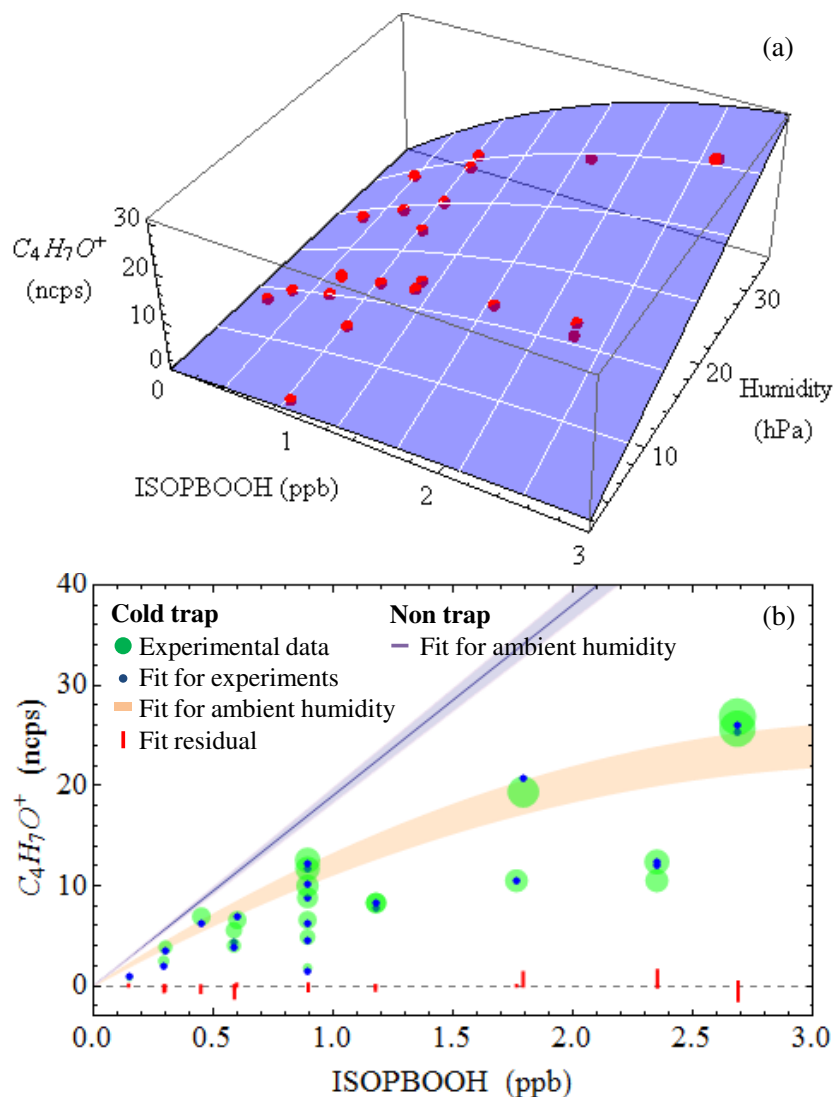 (a)
30
20
10
0
C₄H₇O⁺
(ncps)
0
1
2
3
ISOPBOOH (ppb)
10
20
30
Humidity
(hPa)
(b)
40
30
20
10
0
C₄H₇O⁺ (ncps)
Cold trap
Experimental data
Fit for experiments
Fit for ambient humidity
Fit residual
Non trap
Fit for ambient humidity
0.0 0.5 1.0 1.5 2.0 2.5 3.0
ISOPBOOH (ppb)